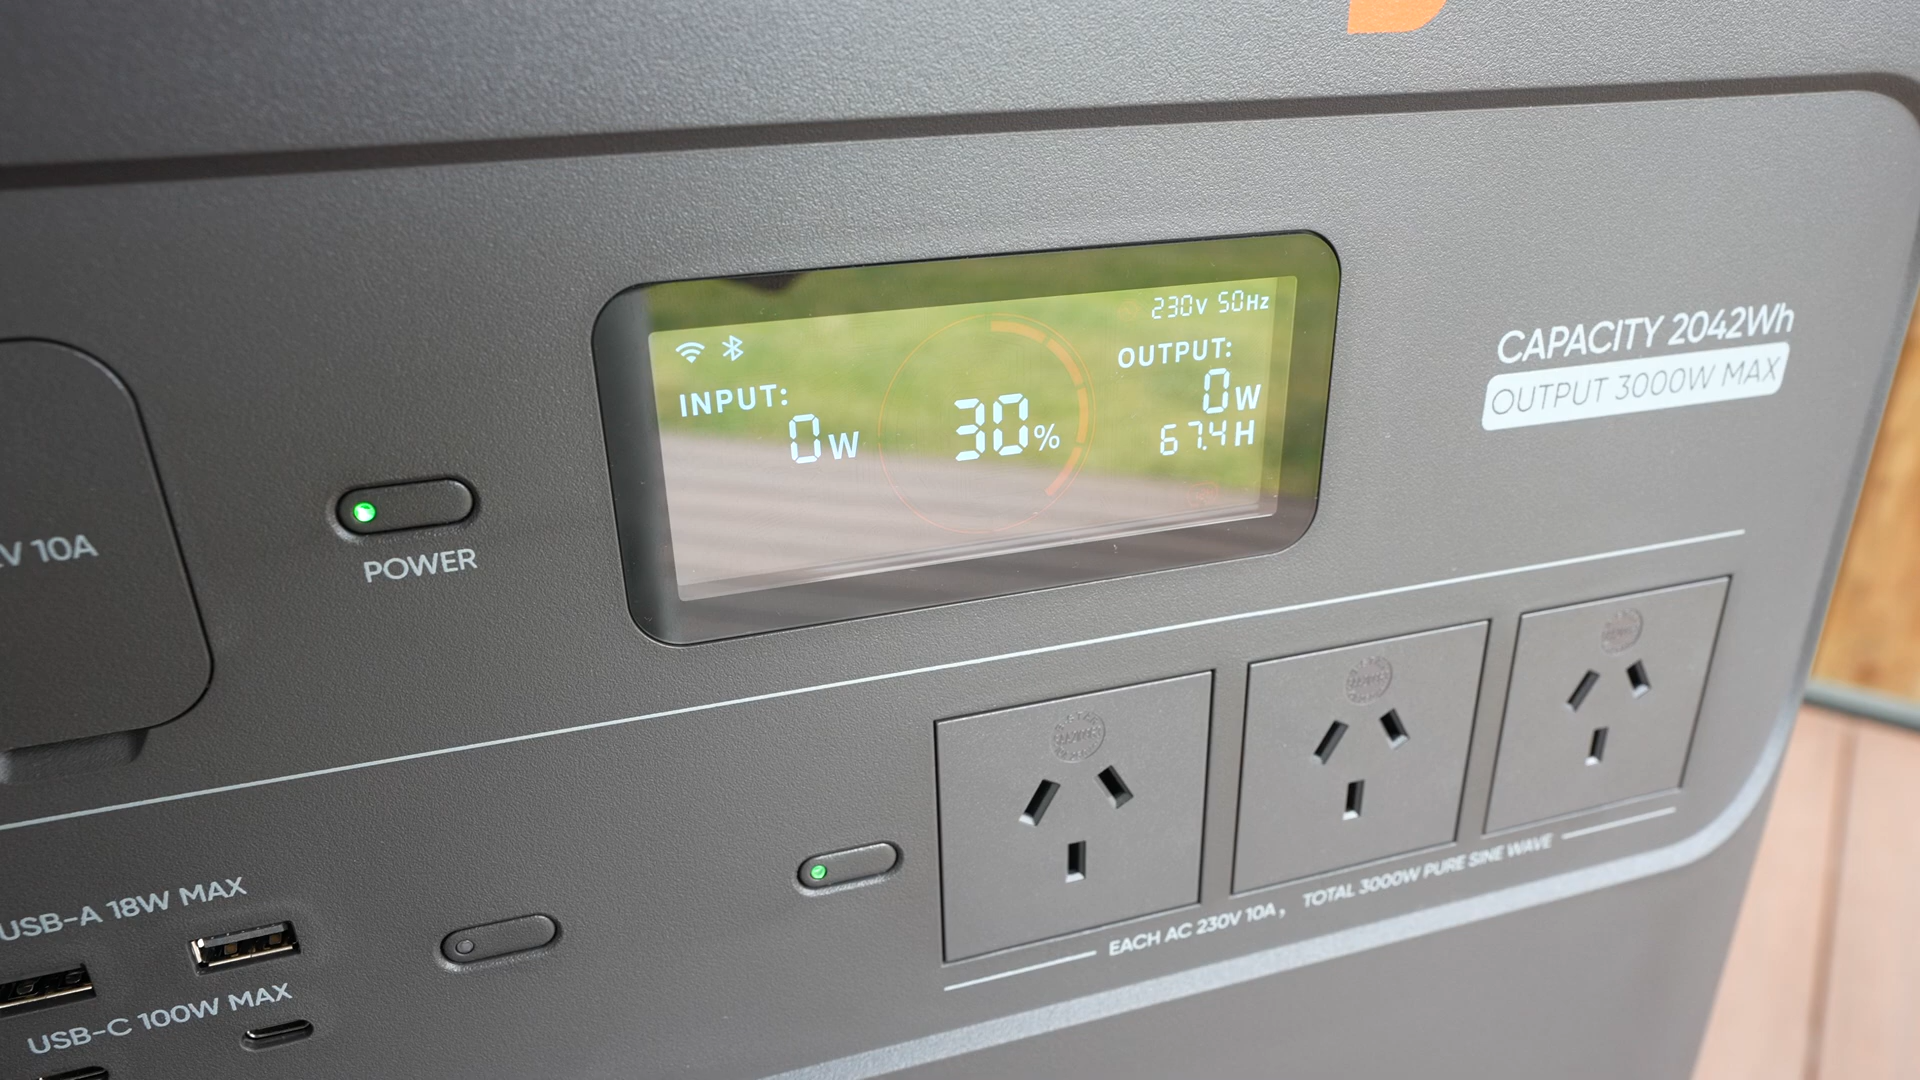 230V 50Hz
INPUT:
0W
30%
OUTPUT:
0W
67.4H
CAPACITY 2042Wh
OUTPUT 3000W MAX
V 10A
POWER
USB-A 18W MAX
USB-C 100W MAX
EACH AC 230V 10A, TOTAL 3000W PURE SINE WAVE